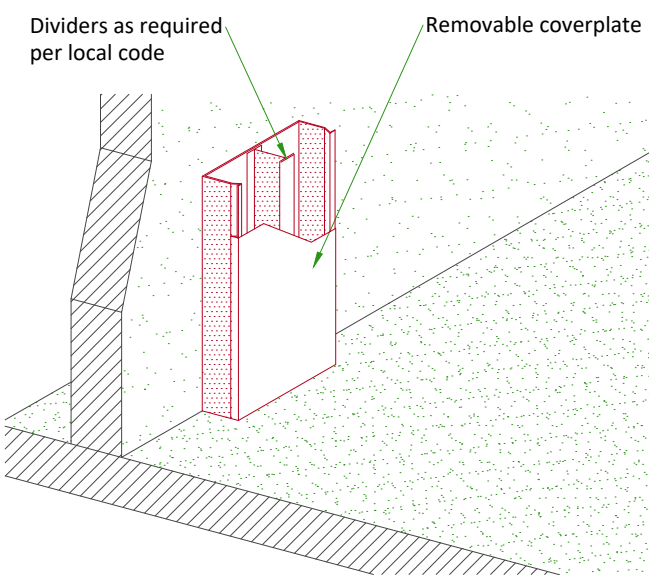 Dividers as required
per local code
Removable coverplate